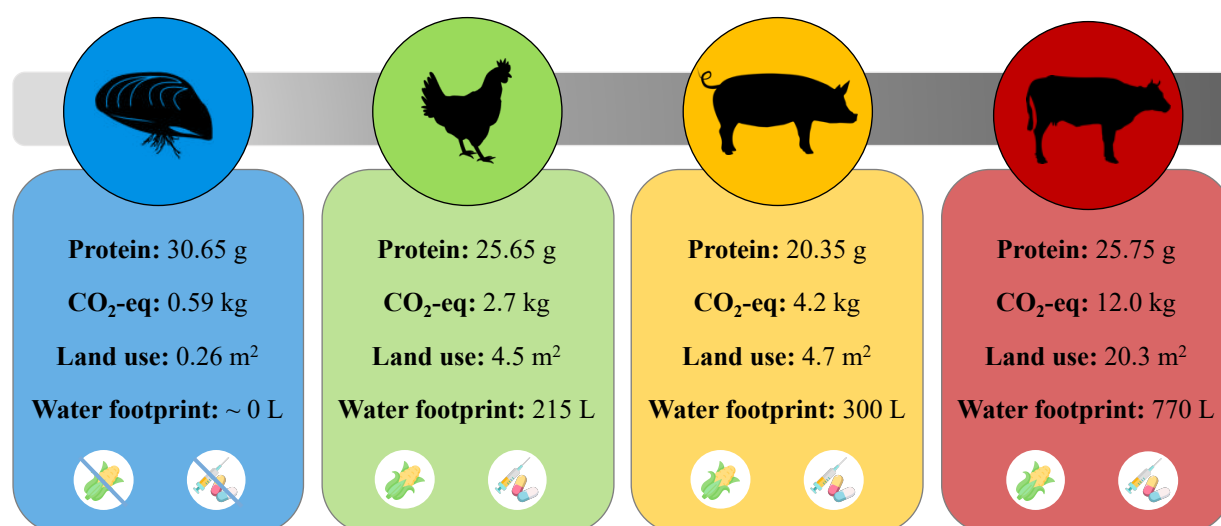 Protein: 30.65 g
CO₂-eq: 0.59 kg
Land use: 0.26 m²
Water footprint: ~ 0 L
Protein: 25.65 g
CO₂-eq: 2.7 kg
Land use: 4.5 m²
Water footprint: 215 L
Protein: 20.35 g
CO₂-eq: 4.2 kg
Land use: 4.7 m²
Water footprint: 300 L
Protein: 25.75 g
CO₂-eq: 12.0 kg
Land use: 20.3 m²
Water footprint: 770 L